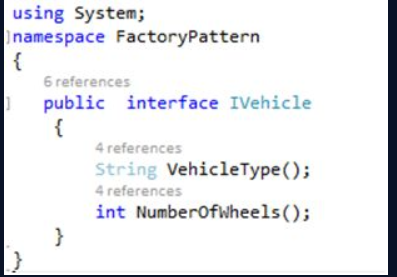 using System;
namespace FactoryPattern
{
6 references
public interface IVehicle
{
4 references
String VehicleType();
4 references
int NumberOfWheels();
}
}